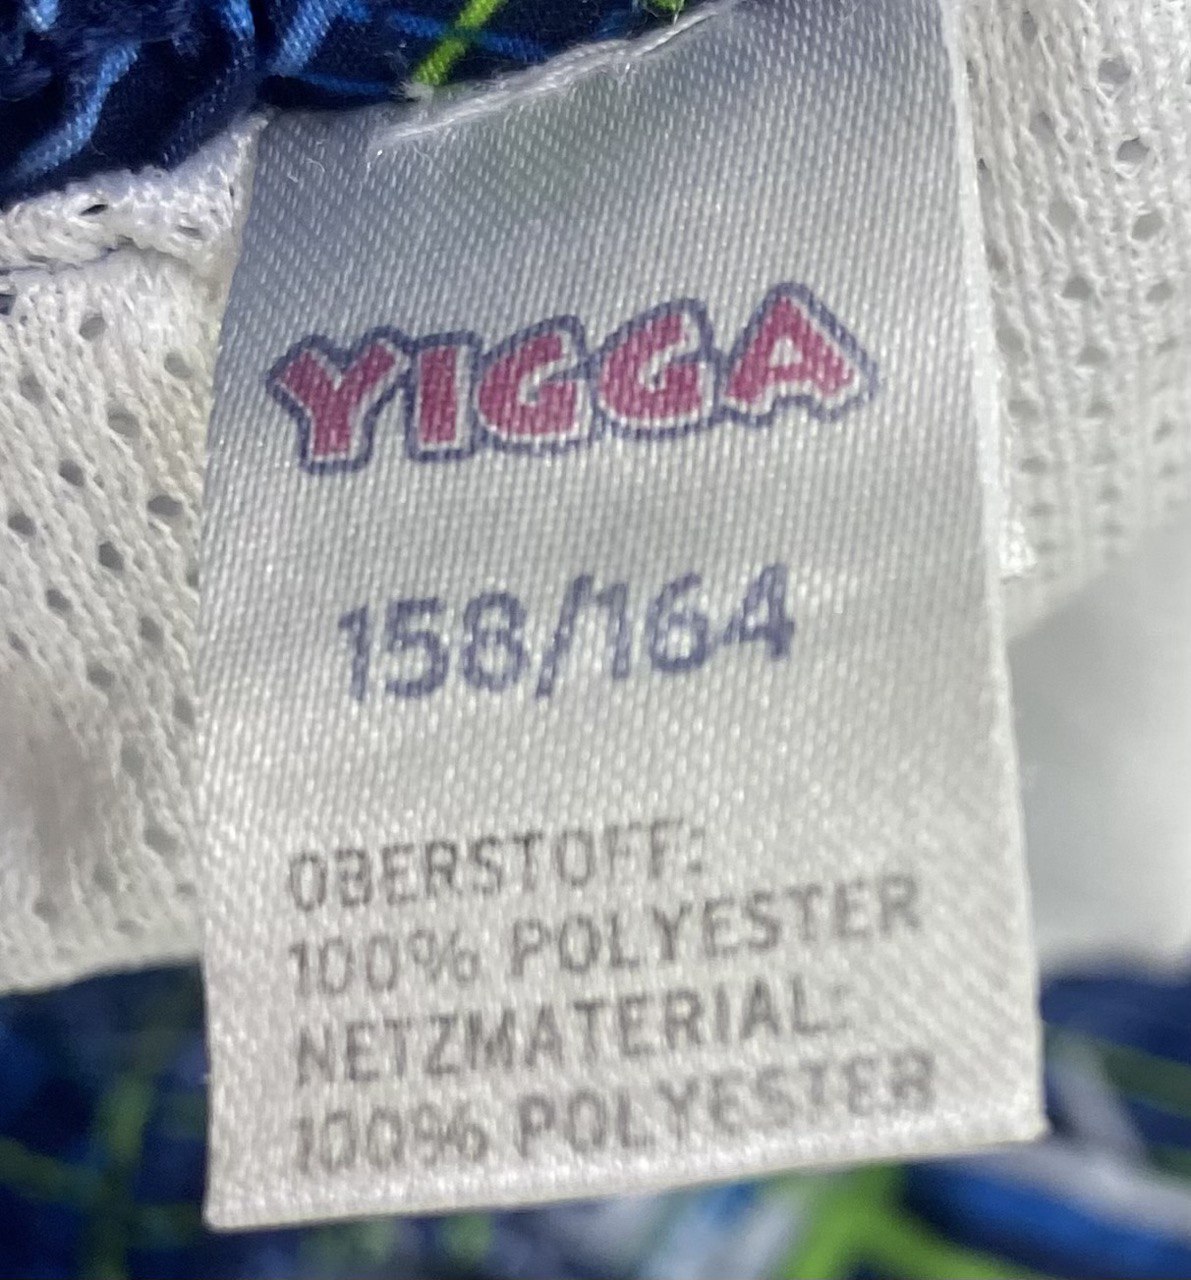 YIGGA
158/164
OBERSTOFF:
100% POLYESTER
NETZMATERIAL:
100% POLYESTER